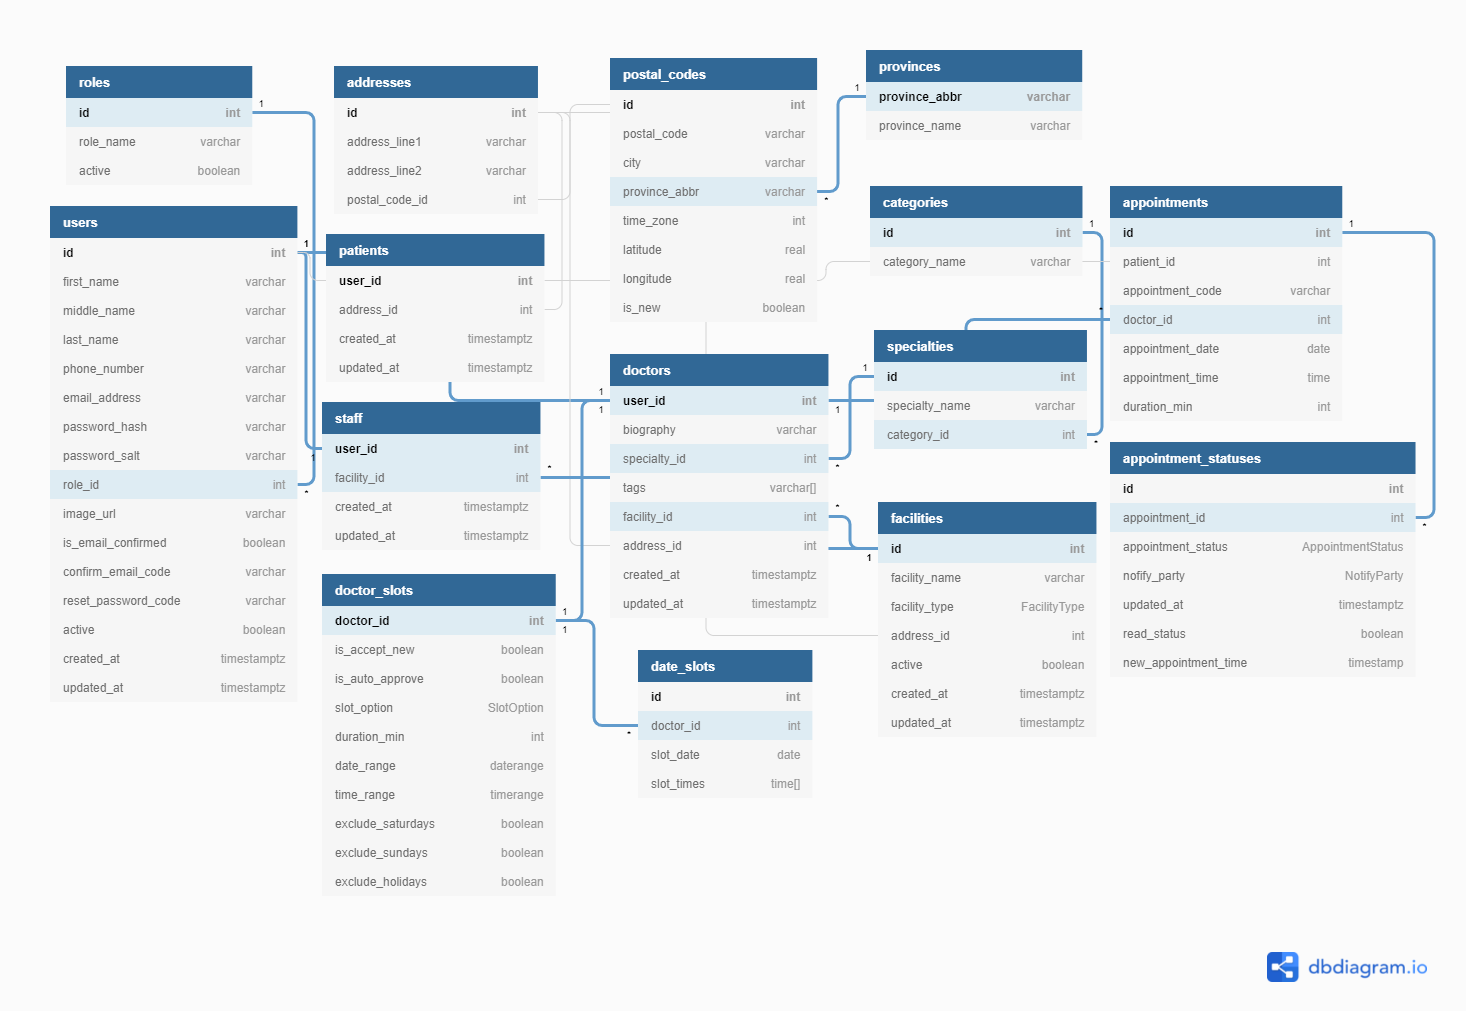 roles
id int
role_name varchar
active boolean
users
id int
first_name varchar
middle_name varchar
last_name varchar
phone_number varchar
email_address varchar
password_hash varchar
password_salt varchar
role_id int
image_url varchar
is_email_confirmed boolean
confirm_email_code varchar
reset_password_code varchar
active boolean
created_at timestamptz
updated_at timestamptz
addresses
id int
address_line1 varchar
address_line2 varchar
postal_code_id int
patients
user_id int
address_id int
created_at timestamptz
updated_at timestamptz
staff
user_id int
facility_id int
created_at timestamptz
updated_at timestamptz
doctor_slots
doctor_id int
is_accept_new boolean
is_auto_approve boolean
slot_option SlotOption
duration_min int
date_range daterange
time_range timerange
exclude_saturdays boolean
exclude_sundays boolean
exclude_holidays boolean
postal_codes
id int
postal_code varchar
city varchar
province_abbr varchar
time_zone int
latitude real
longitude real
is_new boolean
doctors
user_id int
biography varchar
specialty_id int
tags varchar[]
facility_id int
address_id int
created_at timestamptz
updated_at timestamptz
date_slots
id int
doctor_id int
slot_date date
slot_times time[]
provinces
province_abbr varchar
province_name varchar
categories
id int
category_name varchar
specialties
id int
specialty_name varchar
category_id int
facilities
id int
facility_name varchar
facility_type FacilityType
address_id int
active boolean
created_at timestamptz
updated_at timestamptz
appointments
id int
patient_id int
appointment_code varchar
doctor_id int
appointment_date date
appointment_time time
duration_min int
appointment_statuses
id int
appointment_id int
appointment_status AppointmentStatus
nofify_party NotifyParty
updated_at timestamptz
read_status boolean
new_appointment_time timestamp
1
*
1
1
1
*
*
1
1
1
1
*
1
*
1
*
*
1
1
*
*
1
*
dbdiagram.io